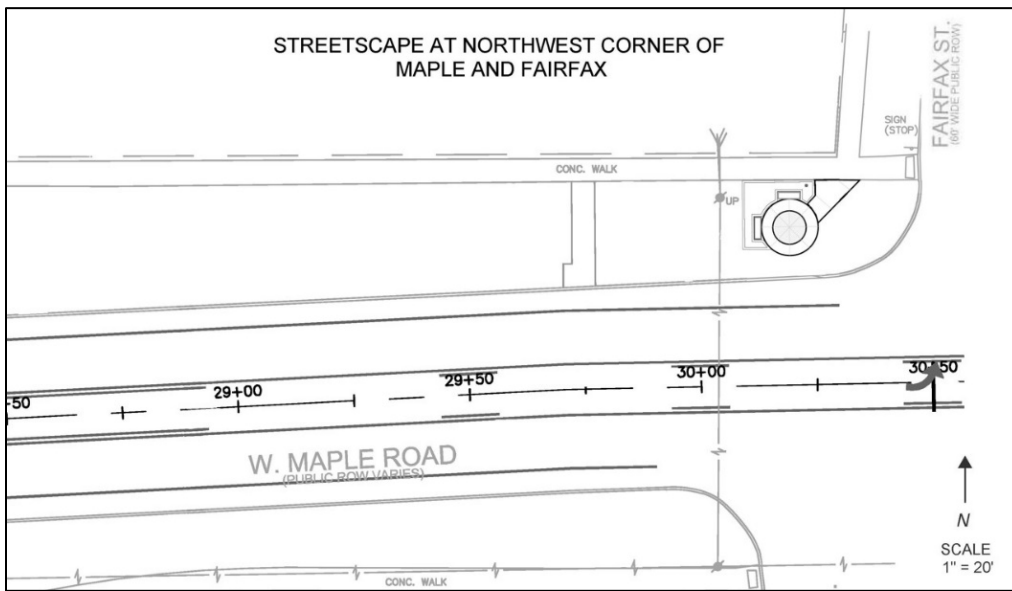 STREETSCAPE AT NORTHWEST CORNER OF
MAPLE AND FAIRFAX
FAIRFAX ST.
(60' WIDE PUBLIC ROW)
SIGN
(STOP)
CONC. WALK
UP
-50
29+00
29+50
30+00
30+50
W. MAPLE ROAD
(PUBLIC ROW VARIES)
CONC. WALK
N
SCALE
1" = 20'